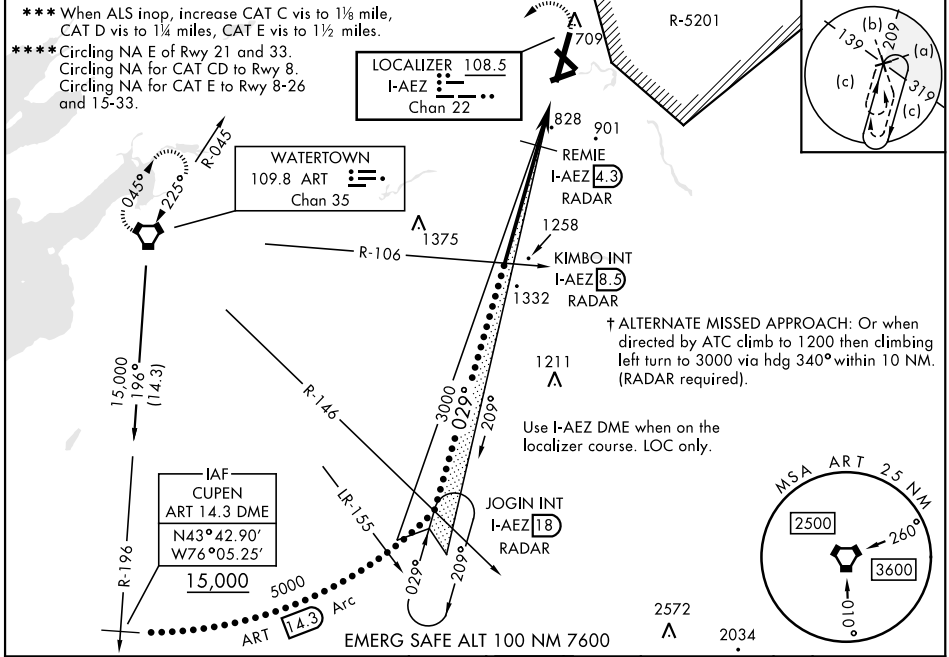 *** When ALS inop, increase CAT C vis to 1⅛ mile,
CAT D vis to 1¼ miles, CAT E vis to 1½ miles.
**** Circling NA E of Rwy 21 and 33.
Circling NA for CAT CD to Rwy 8.
Circling NA for CAT E to Rwy 8-26
and 15-33.
LOCALIZER 108.5
I-AEZ
Chan 22
709
R-5201
139
(b)
209
(a)
(c)
319
(c)
828
901
REMIE
I-AEZ 4.3
RADAR
R-045
045°
225°
WATERTOWN
109.8 ART
Chan 35
1375
R-106
1258
KIMBO INT
I-AEZ 8.5
RADAR
1332
† ALTERNATE MISSED APPROACH: Or when
directed by ATC climb to 1200 then climbing
left turn to 3000 via hdg 340° within 10 NM.
(RADAR required).
15,000
196°
(14.3)
R-146
3000
029°
209°
1211
Use I-AEZ DME when on the
localizer course. LOC only.
IAF
CUPEN
ART 14.3 DME
N43°42.90'
W76°05.25'
15,000
R-196
LR-155
JOGIN INT
I-AEZ 18
RADAR
029°
209°
5000
ART 14.3 Arc
EMERG SAFE ALT 100 NM 7600
2572
2034
MSA ART 25 NM
2500
260°
3600
010°